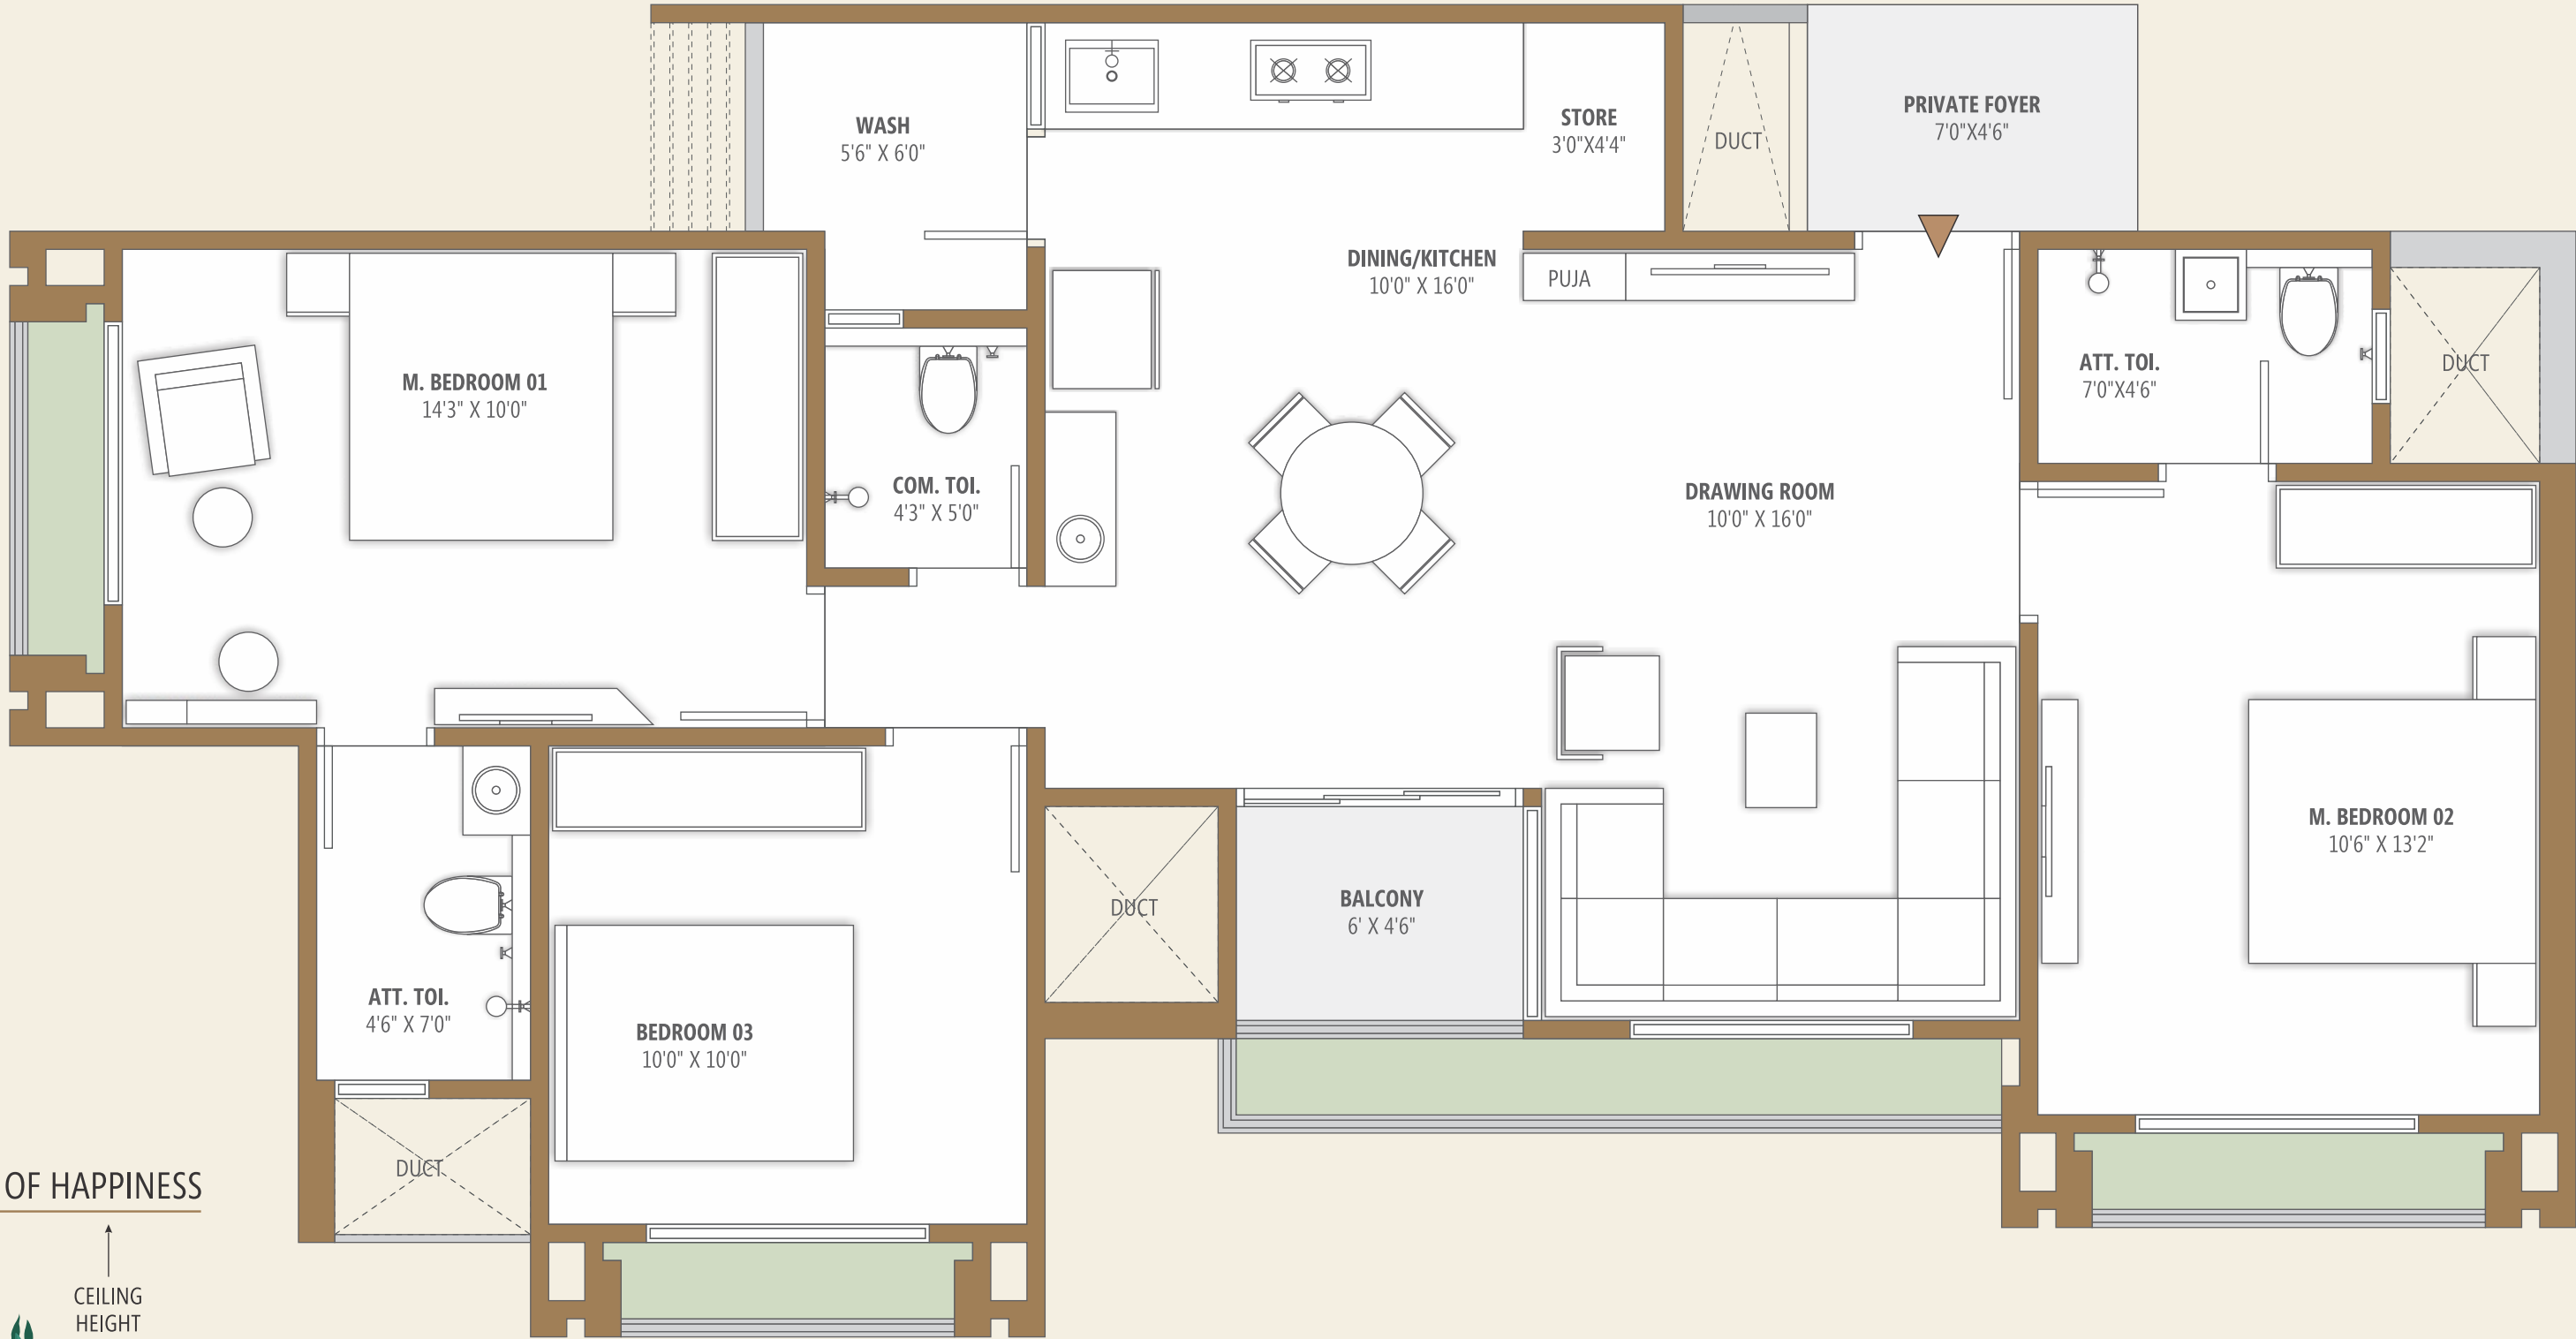 WASH
5'6" X 6'0"
STORE
3'0"X4'4"
DUCT
PRIVATE FOYER
7'0"X4'6"
DINING/KITCHEN
10'0" X 16'0"
PUJA
M. BEDROOM 01
14'3" X 10'0"
COM. TOI.
4'3" X 5'0"
DRAWING ROOM
10'0" X 16'0"
ATT. TOI.
7'0"X4'6"
DUCT
M. BEDROOM 02
10'6" X 13'2"
DUCT
BALCONY
6' X 4'6"
ATT. TOI.
4'6" X 7'0"
BEDROOM 03
10'0" X 10'0"
DUCT
OF HAPPINESS
CEILING
HEIGHT